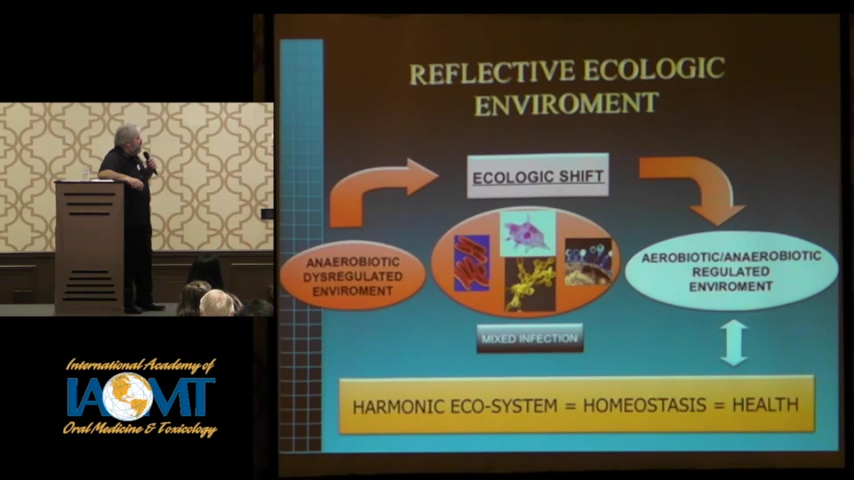 REFLECTIVE ECOLOGIC
ENVIROMENT
ECOLOGIC SHIFT
ANAEROBIOTIC
DYSREGULATED
ENVIROMENT
AEROBIOTIC/ANAEROBIOTIC
REGULATED
ENVIROMENT
MIXED INFECTION
HARMONIC ECO-SYSTEM = HOMEOSTASIS = HEALTH
International Academy of
IAOMT
Oral Medicine & Toxicology